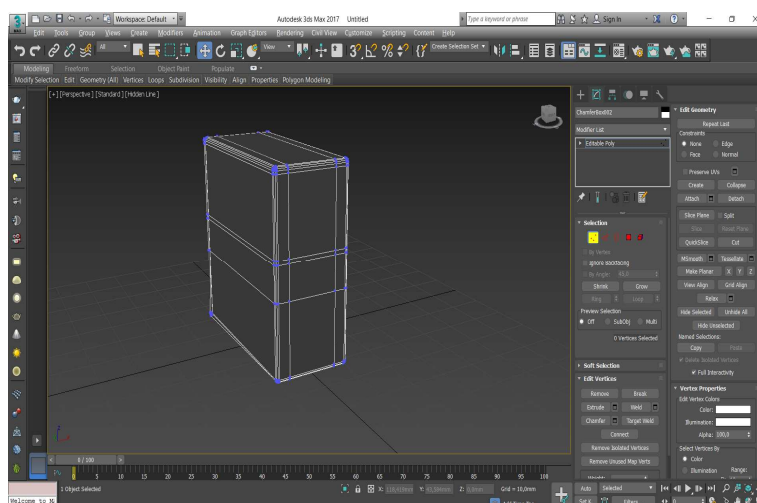 Workspace: Default
Autodesk 3ds Max 2017 Untitled
Type a keyword or phrase
Sign In
Edit Tools Group Views Create Modifiers Animation Graph Editors Rendering Civil View Customize Scripting Content Help
All
View
Create Selection Set
Modeling Freeform Selection Object Paint Populate
Modify Selection Edit Geometry (All) Vertices Loops Subdivision Visibility Align Properties Polygon Modeling
[+] [Perspective] [Standard] [Hidden Line]
ChamferBox002
Modifier List
Editable Poly
Selection
By Vertex
Ignore Backfacing
By Angle: 45,0
Shrink Grow
Ring Loop
Preview Selection
Off SubObj Multi
0 Vertices Selected
Soft Selection
Edit Vertices
Remove Break
Extrude Weld
Chamfer Target Weld
Connect
Remove Isolated Vertices
Remove Unused Map Verts
Weight:
Edit Geometry
Repeat Last
Constraints
None Edge
Face Normal
Preserve UVs
Create Collapse
Attach Detach
Slice Plane Split
Slice Reset Plane
QuickSlice Cut
MSmooth Tessellate
Make Planar X Y Z
View Align Grid Align
Relax
Hide Selected Unhide All
Hide Unselected
Named Selections:
Copy Paste
Delete Isolated Vertices
Full Interactivity
Vertex Properties
Edit Vertex Colors
Color:
Illumination:
Alpha: 100,0
Select Vertices By
Color
Illumination Range:
0 / 100
5 10 15 20 25 30 35 40 45 50 55 60 65 70 75 80 85 90 95 100
1 Object Selected
X: Y: Z:
Grid = 10,0mm
Auto Selected
Welcome to M
Filters